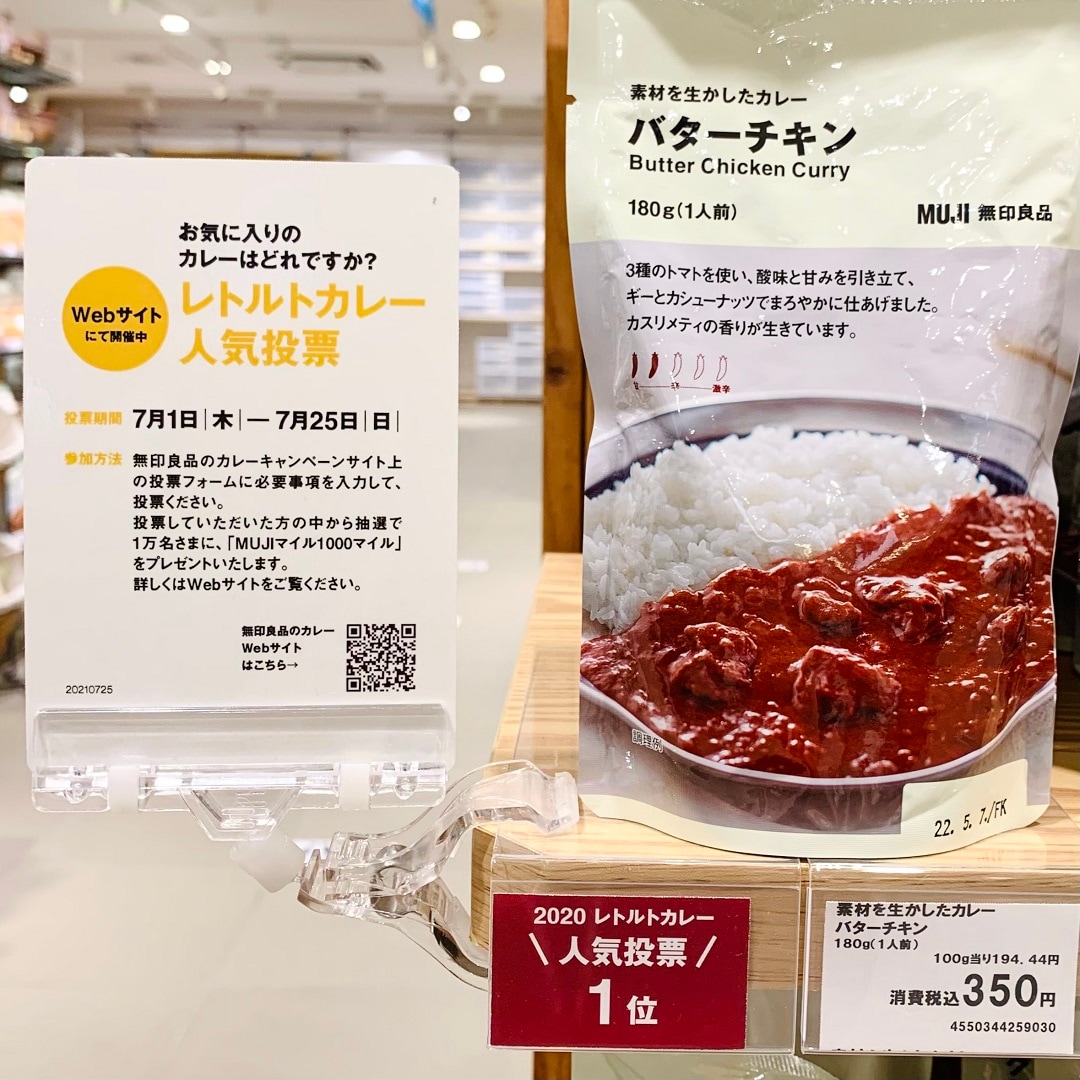 お気に入りの
カレーはどれですか?
Webサイト
にて開催中
レトルトカレー
人気投票
投票期間 7月1日|木|—7月25日|日|
参加方法 無印良品のカレーキャンペーンサイト上
の投票フォームに必要事項を入力して、
投票ください。
投票していただいた方の中から抽選で
1万名さまに、「MUJIマイル1000マイル」
をプレゼントいたします。
詳しくはWebサイトをご覧ください。
無印良品のカレー
Webサイト
はこちら→
20210725
素材を生かしたカレー
バターチキン
Butter Chicken Curry
180g(1人前)
MUJI 無印良品
3種のトマトを使い、酸味と甘みを引き立て、
ギーとカシューナッツでまろやかに仕あげました。
カスリメティの香りが生きています。
辛 激辛
調理例
22. 5. 7./FK
2020 レトルトカレー
\ 人気投票 /
1位
素材を生かしたカレー
バターチキン
180g(1人前)
100g当り194.44円
消費税込350円
4550344259030